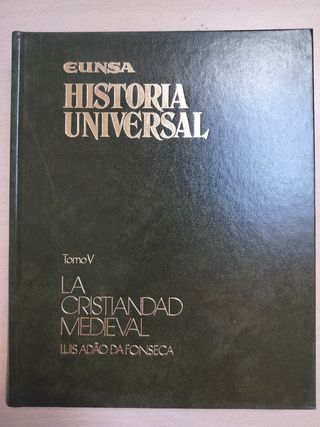 EUNSA
HISTORIA
UNIVERSAL
Tomo V
LA
CRISTIANDAD
MEDIEVAL
LUIS ADÃO DA FONSECA